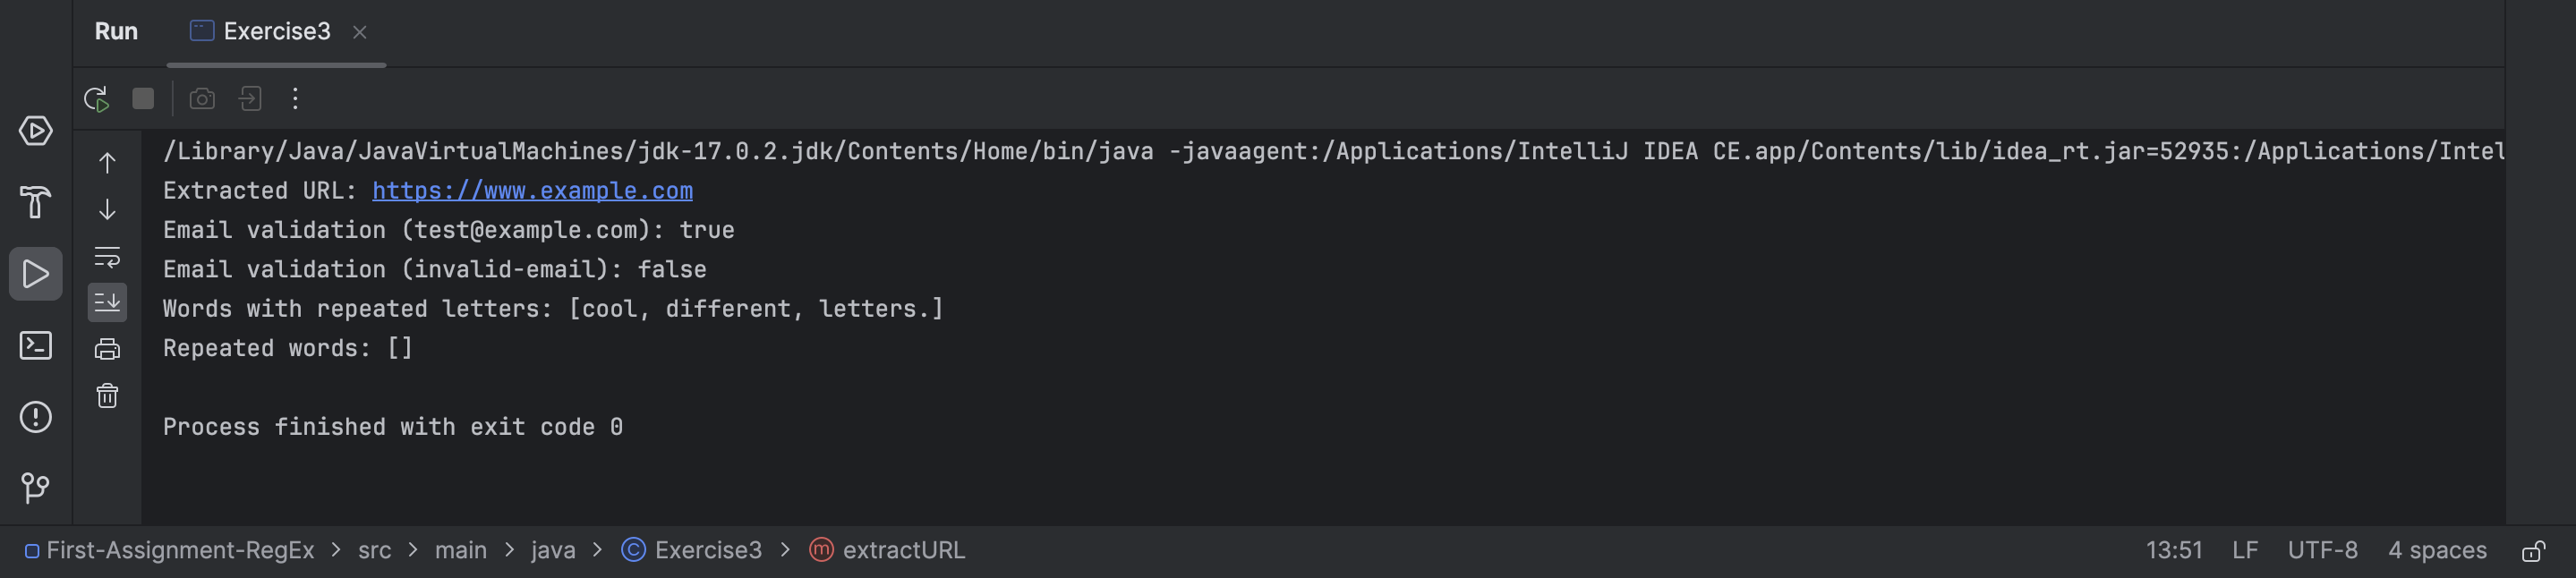 Run Exercise3
/Library/Java/JavaVirtualMachines/jdk-17.0.2.jdk/Contents/Home/bin/java -javaagent:/Applications/IntelliJ IDEA CE.app/Contents/lib/idea_rt.jar=52935:/Applications/Intel
Extracted URL: https://www.example.com
Email validation (test@example.com): true
Email validation (invalid-email): false
Words with repeated letters: [cool, different, letters.]
Repeated words: []
Process finished with exit code 0
First-Assignment-RegEx > src > main > java > Exercise3 > extractURL 13:51 LF UTF-8 4 spaces